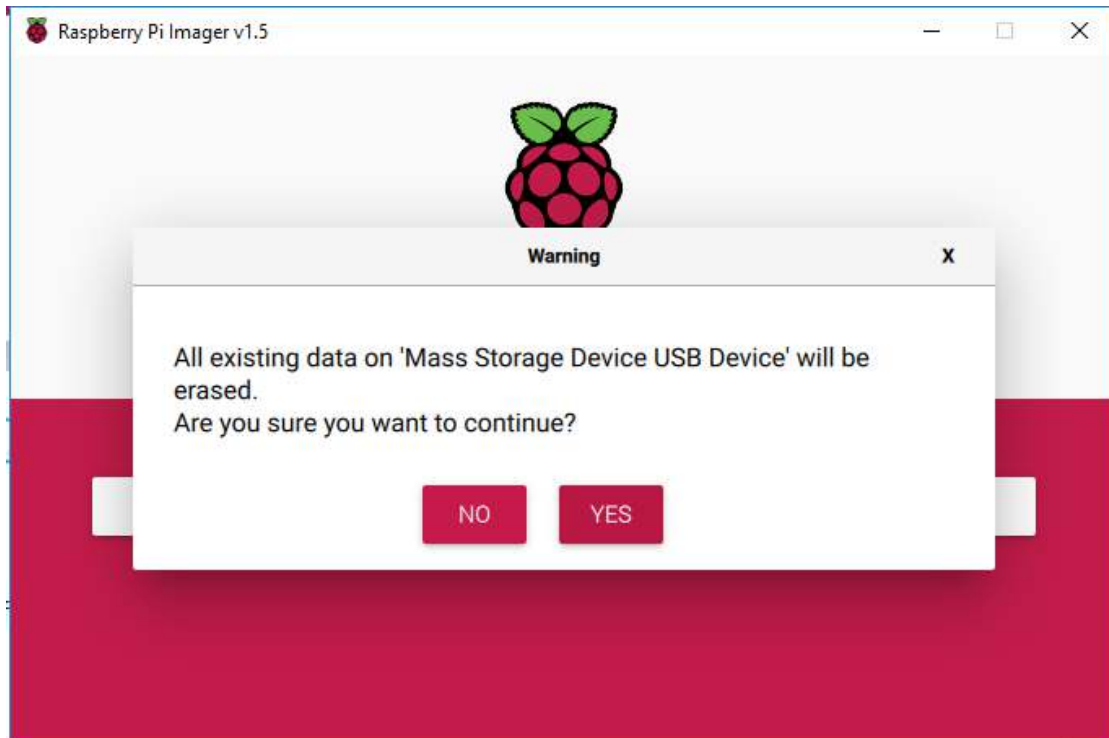 Raspberry Pi Imager v1.5
Warning
X
All existing data on 'Mass Storage Device USB Device' will be
erased.
Are you sure you want to continue?
NO
YES